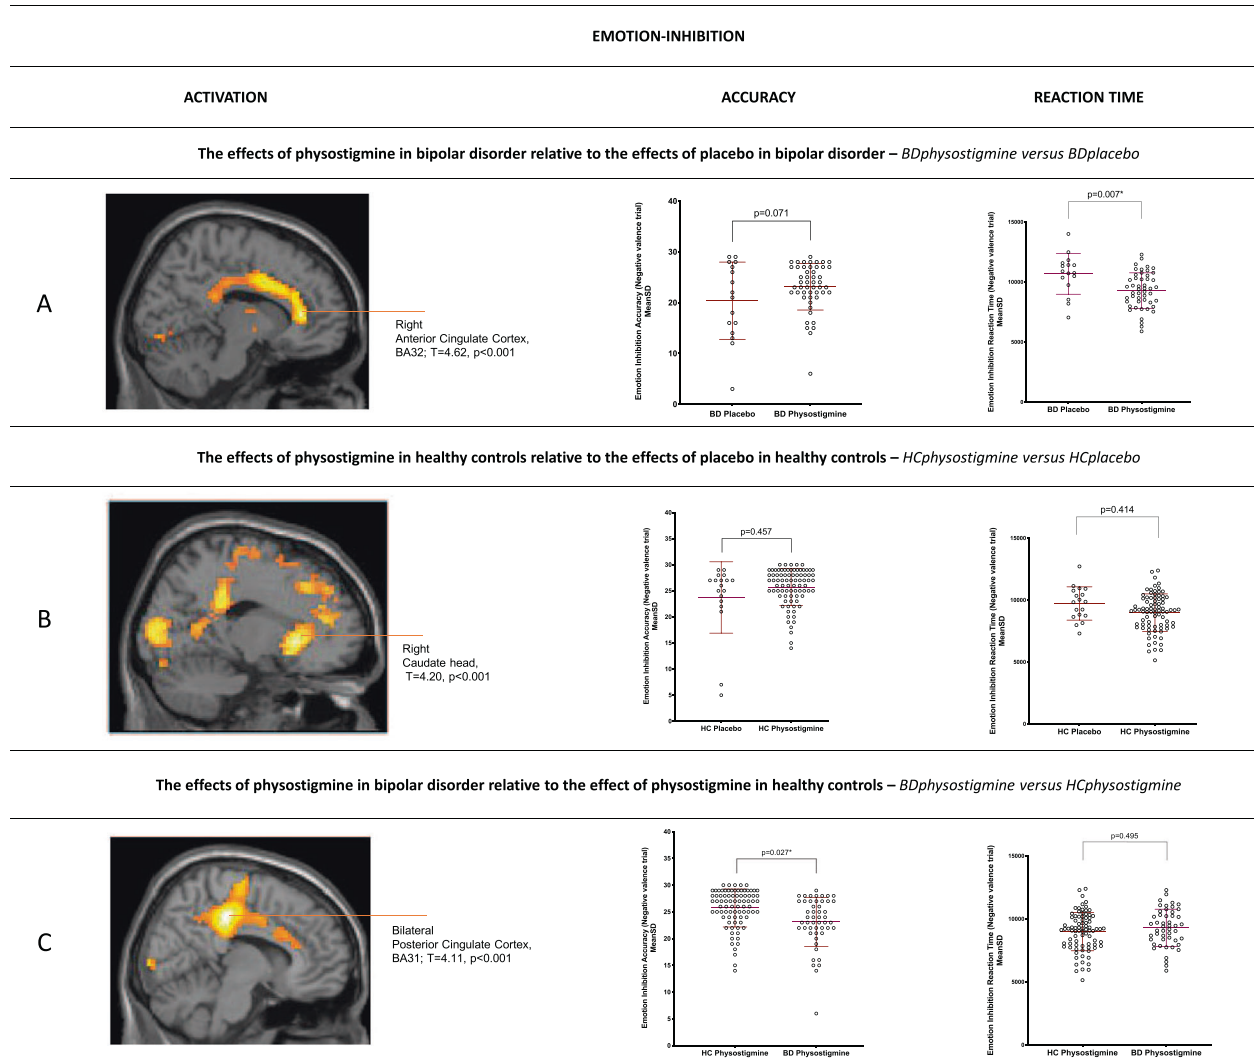 EMOTION-INHIBITION
ACTIVATION
ACCURACY
REACTION TIME
The effects of physostigmine in bipolar disorder relative to the effects of placebo in bipolar disorder – BDphysostigmine versus BDplacebo
A
Right
Anterior Cingulate Cortex,
BA32; T=4.62, p<0.001
Emotion Inhibition Accuracy (Negative valence trial)
MeanSD
40
30
20
10
0
p=0.071
BD Placebo
BD Physostigmine
Emotion Inhibition Reaction Time (Negative valence trial)
MeanSD
15000
10000
5000
0
p=0.007*
BD Placebo
BD Physostigmine
The effects of physostigmine in healthy controls relative to the effects of placebo in healthy controls – HCphysostigmine versus HCplacebo
B
Right
Caudate head,
T=4.20, p<0.001
Emotion Inhibition Accuracy (Negative valence trial)
MeanSD
40
35
30
25
20
15
10
5
0
p=0.457
HC Placebo
HC Physostigmine
Emotion Inhibition Reaction Time (Negative valence trial)
MeanSD
15000
10000
5000
0
p=0.414
HC Placebo
HC Physostigmine
The effects of physostigmine in bipolar disorder relative to the effect of physostigmine in healthy controls – BDphysostigmine versus HCphysostigmine
C
Bilateral
Posterior Cingulate Cortex,
BA31; T=4.11, p<0.001
Emotion Inhibition Accuracy (Negative valence trial)
MeanSD
40
35
30
25
20
15
10
5
0
p=0.027*
HC Physostigmine
BD Physostigmine
Emotion Inhibition Reaction Time (Negative valence trial)
MeanSD
15000
10000
5000
0
p=0.495
HC Physostigmine
BD Physostigmine